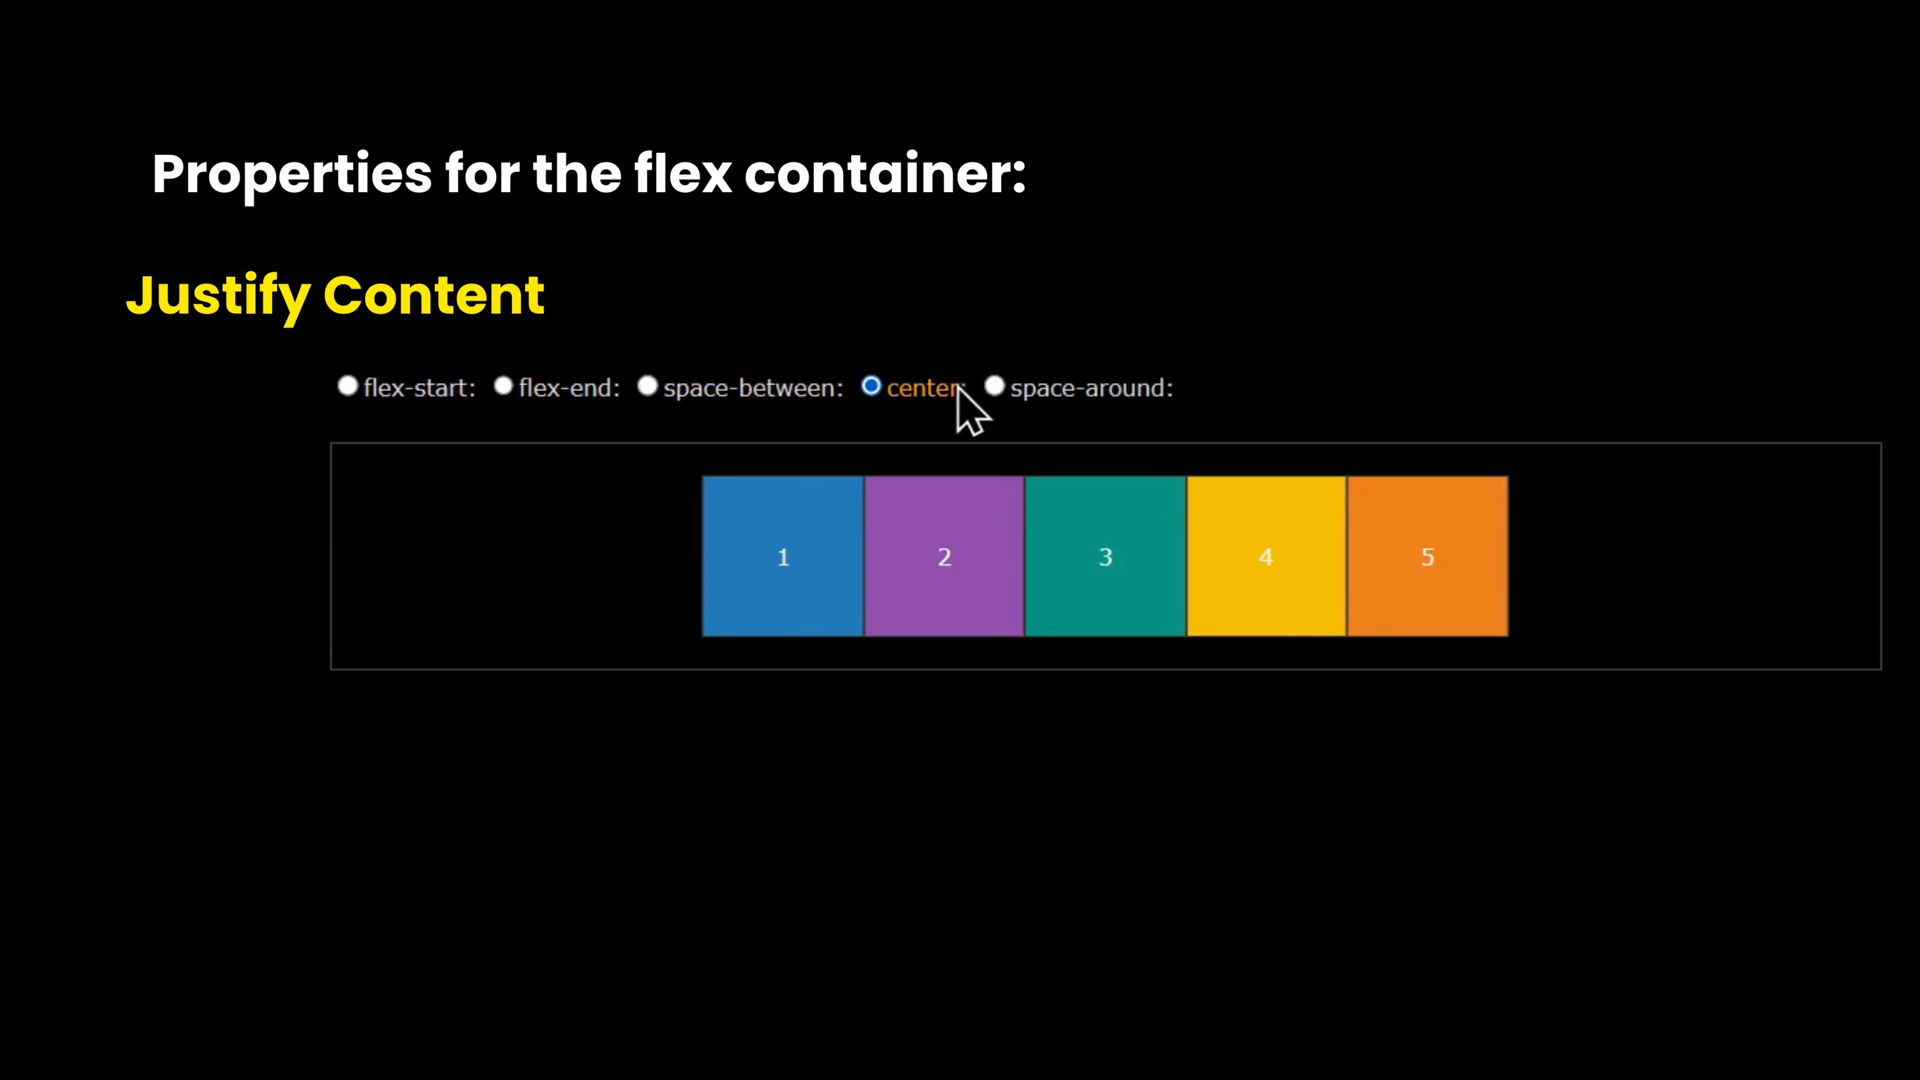 Properties for the flex container:
Justify Content
flex-start: flex-end: space-between: center: space-around:
1 2 3 4 5